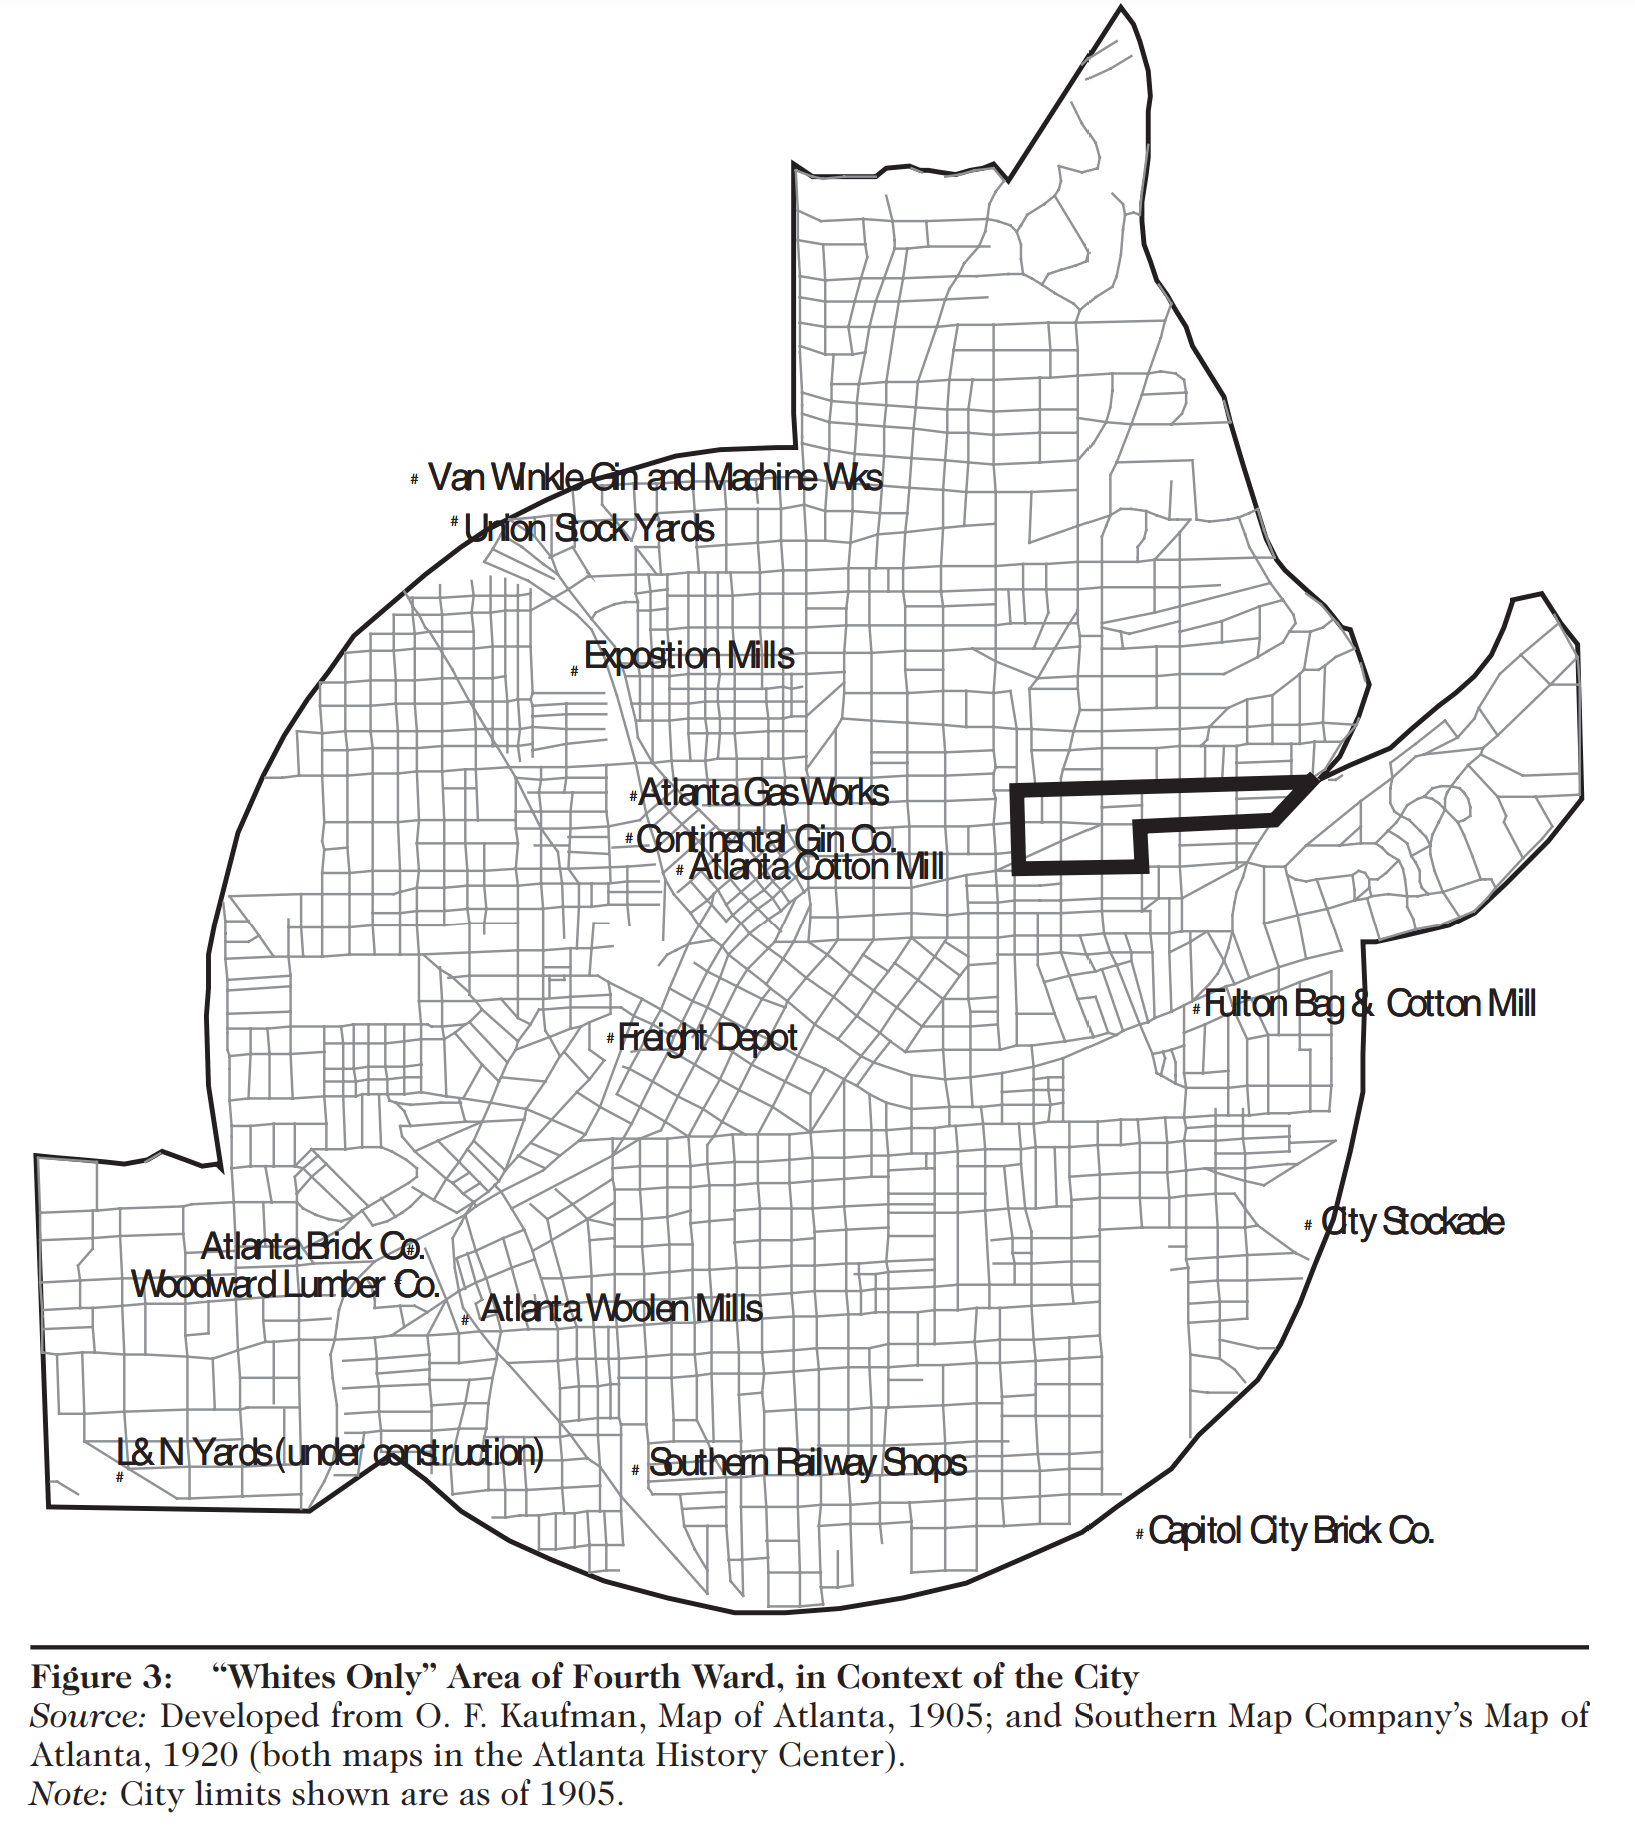 # Van Winkle Gin and Machine Wks
# Union Stock Yards
Exposition Mills
#
# Atlanta Gas Works
# Continental Gin Co.
# Atlanta Cotton Mill
# Fulton Bag & Cotton Mill
# Freight Depot
# City Stockade
Atlanta Brick Co. #
Woodward Lumber Co. #
# Atlanta Woolen Mills
L& N Yards (under construction)
#
# Southern Railway Shops
# Capitol City Brick Co.
Figure 3: “Whites Only” Area of Fourth Ward, in Context of the City
Source: Developed from O. F. Kaufman, Map of Atlanta, 1905; and Southern Map Company’s Map of
Atlanta, 1920 (both maps in the Atlanta History Center).
Note: City limits shown are as of 1905.